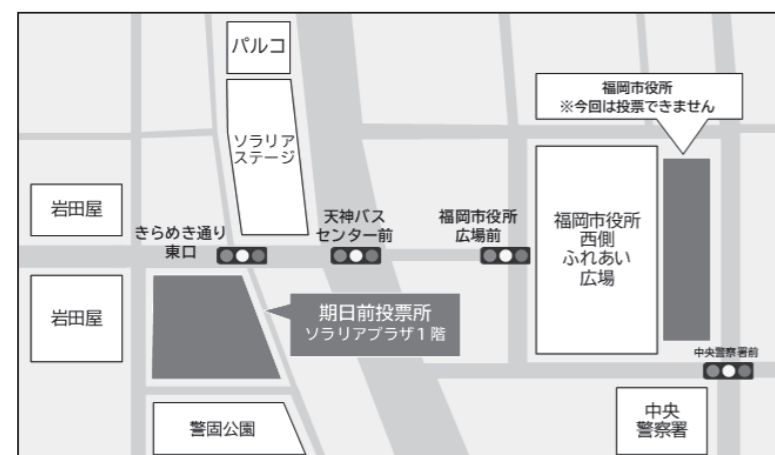 パルコ
福岡市役所
※今回は投票できません
ソラリア
ステージ
岩田屋
きらめき通り
東口
天神バス
センター前
福岡市役所
広場前
福岡市役所
西側
ふれあい
広場
岩田屋
期日前投票所
ソラリアプラザ1階
中央警察署前
警固公園
中央
警察署